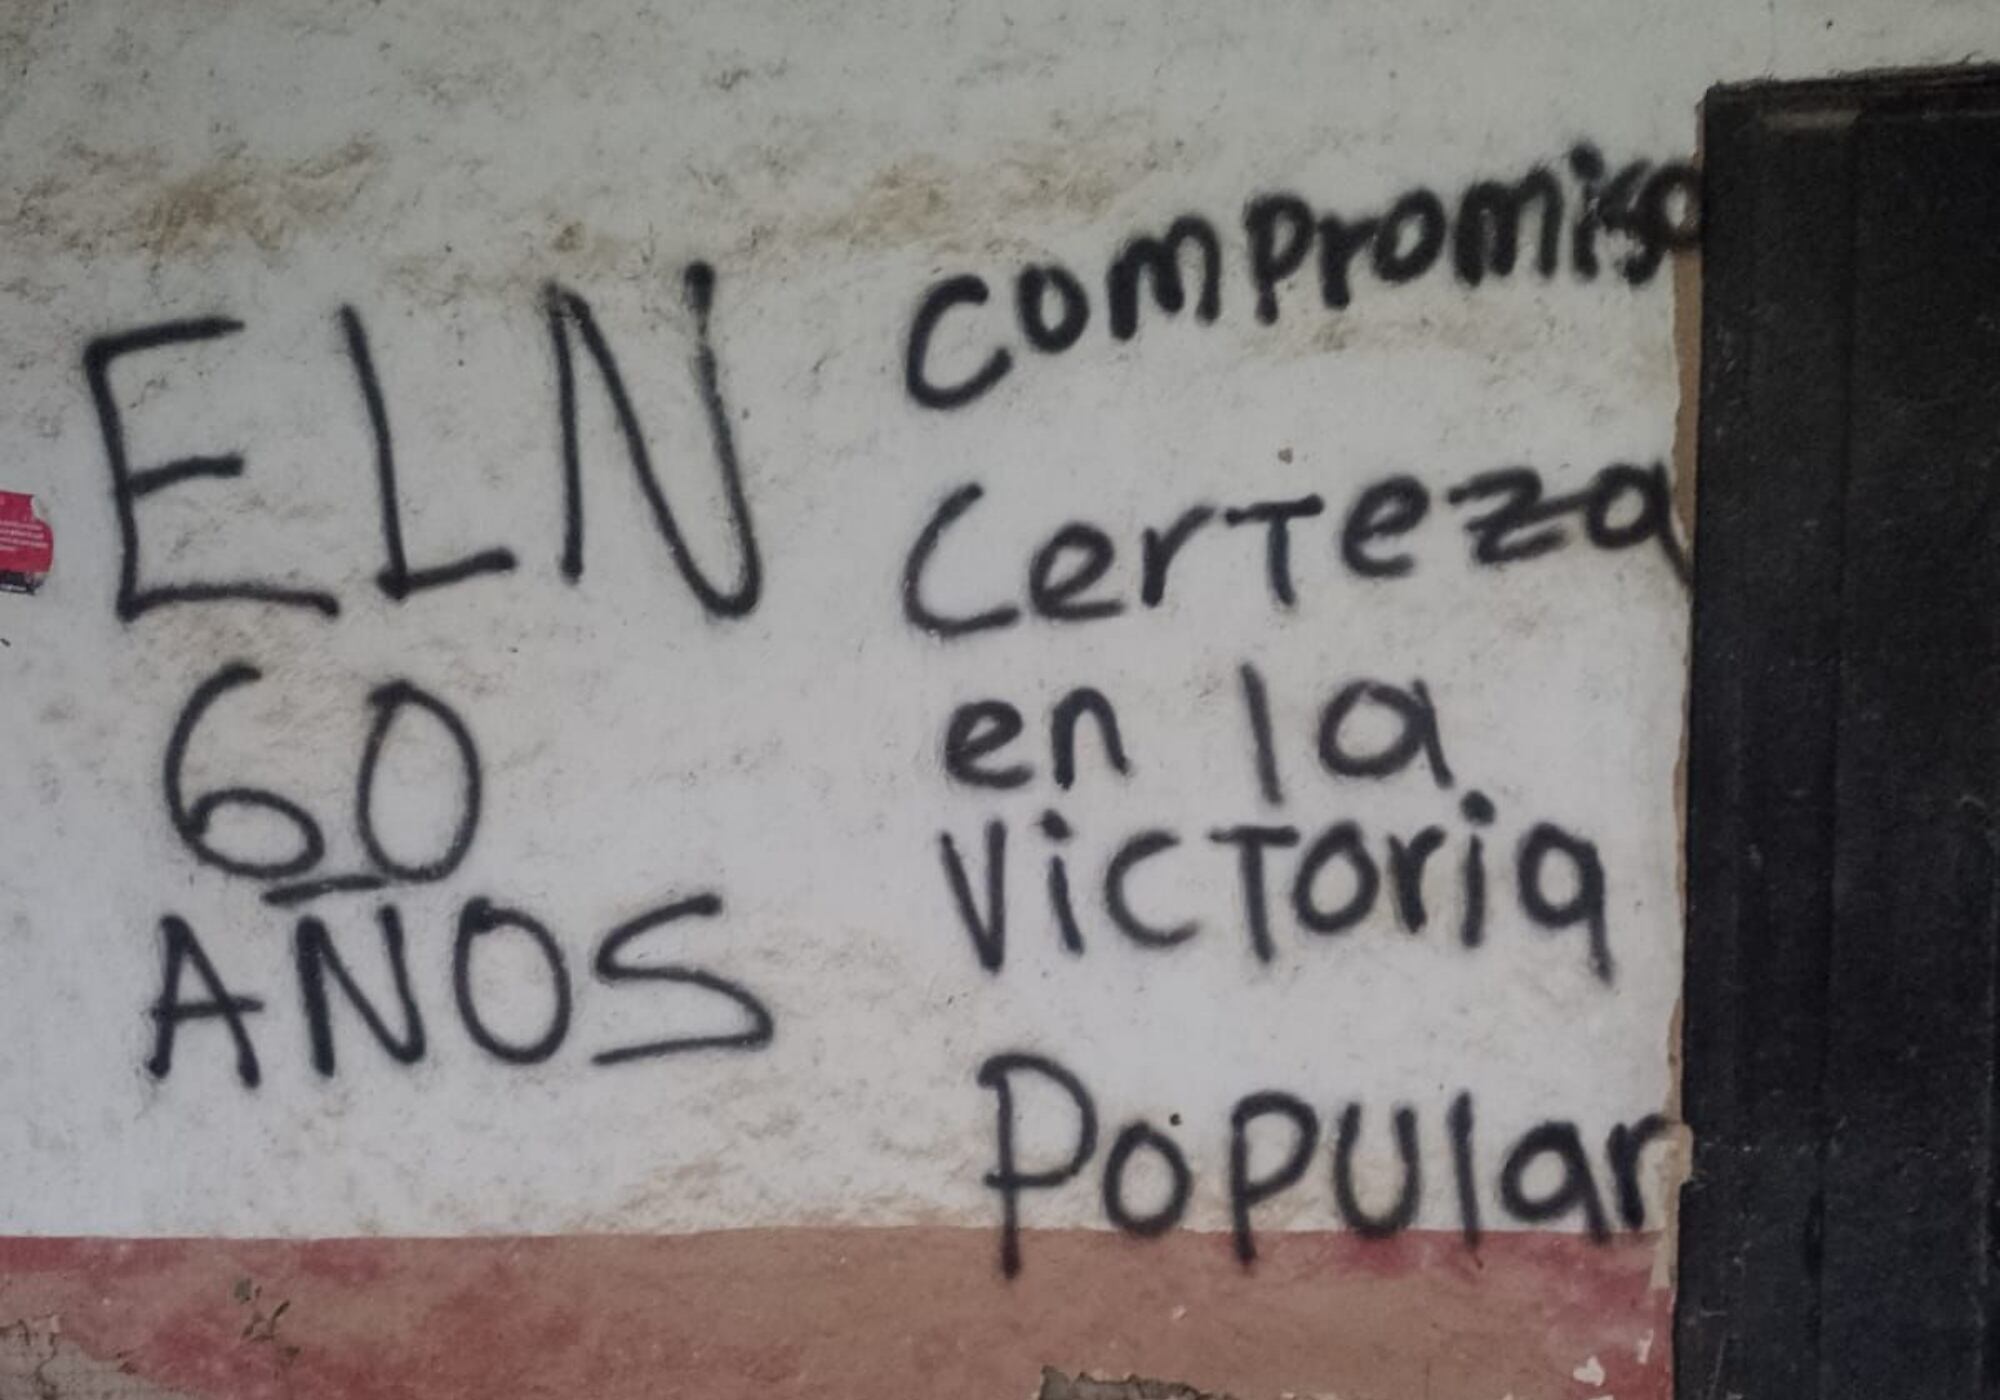 ELN
60
AÑOS
compromiso
Certeza
en la
Victoria
Popular